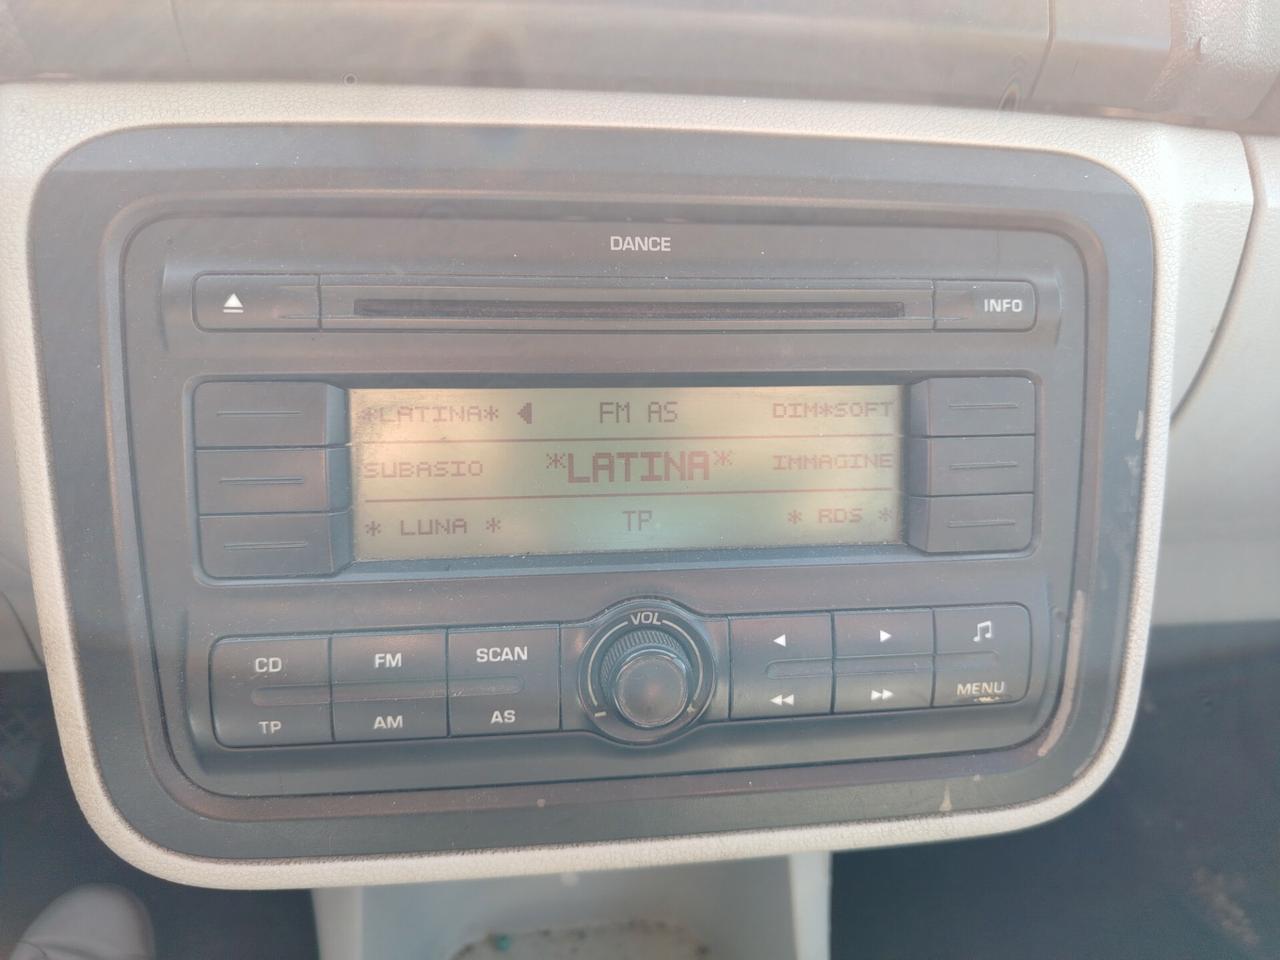 DANCE
INFO
*LATINA* FM AS DIM*SOFT
SUBASIO *LATINA* IMMAGINE
* LUNA * TP * RDS *
VOL
CD FM SCAN
TP AM AS MENU